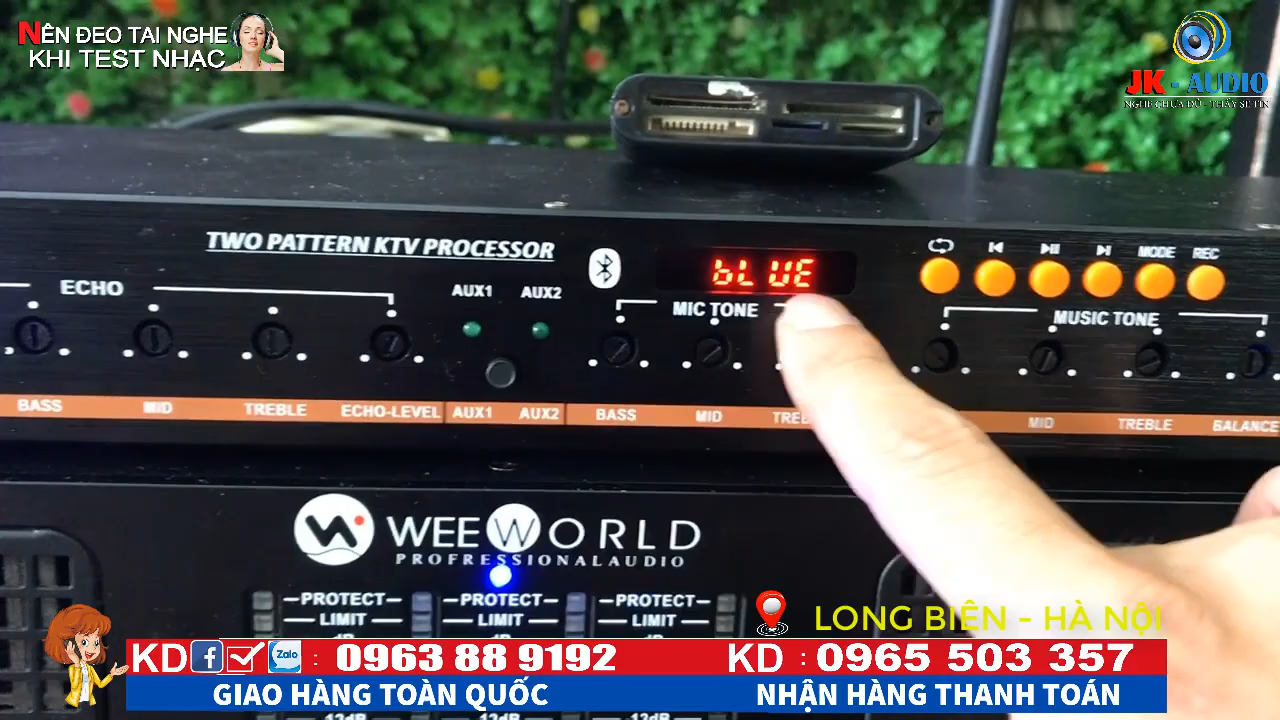 NÊN ĐEO TAI NGHE
KHI TEST NHẠC
JK - AUDIO
TWO PATTERN KTV PROCESSOR
bLUE
MODE REC
ECHO
AUX1 AUX2
MIC TONE
MUSIC TONE
BASS MID TREBLE ECHO-LEVEL AUX1 AUX2 BASS MID TREB MID TREBLE BALANCE
WEEWORLD
PROFRESSIONALAUDIO
PROTECT PROTECT PROTECT
LIMIT LIMIT LIMIT
LONG BIÊN - HÀ NỘI
KD f Zalo : 0963 88 9192 KD : 0965 503 357
GIAO HÀNG TOÀN QUỐC NHẬN HÀNG THANH TOÁN